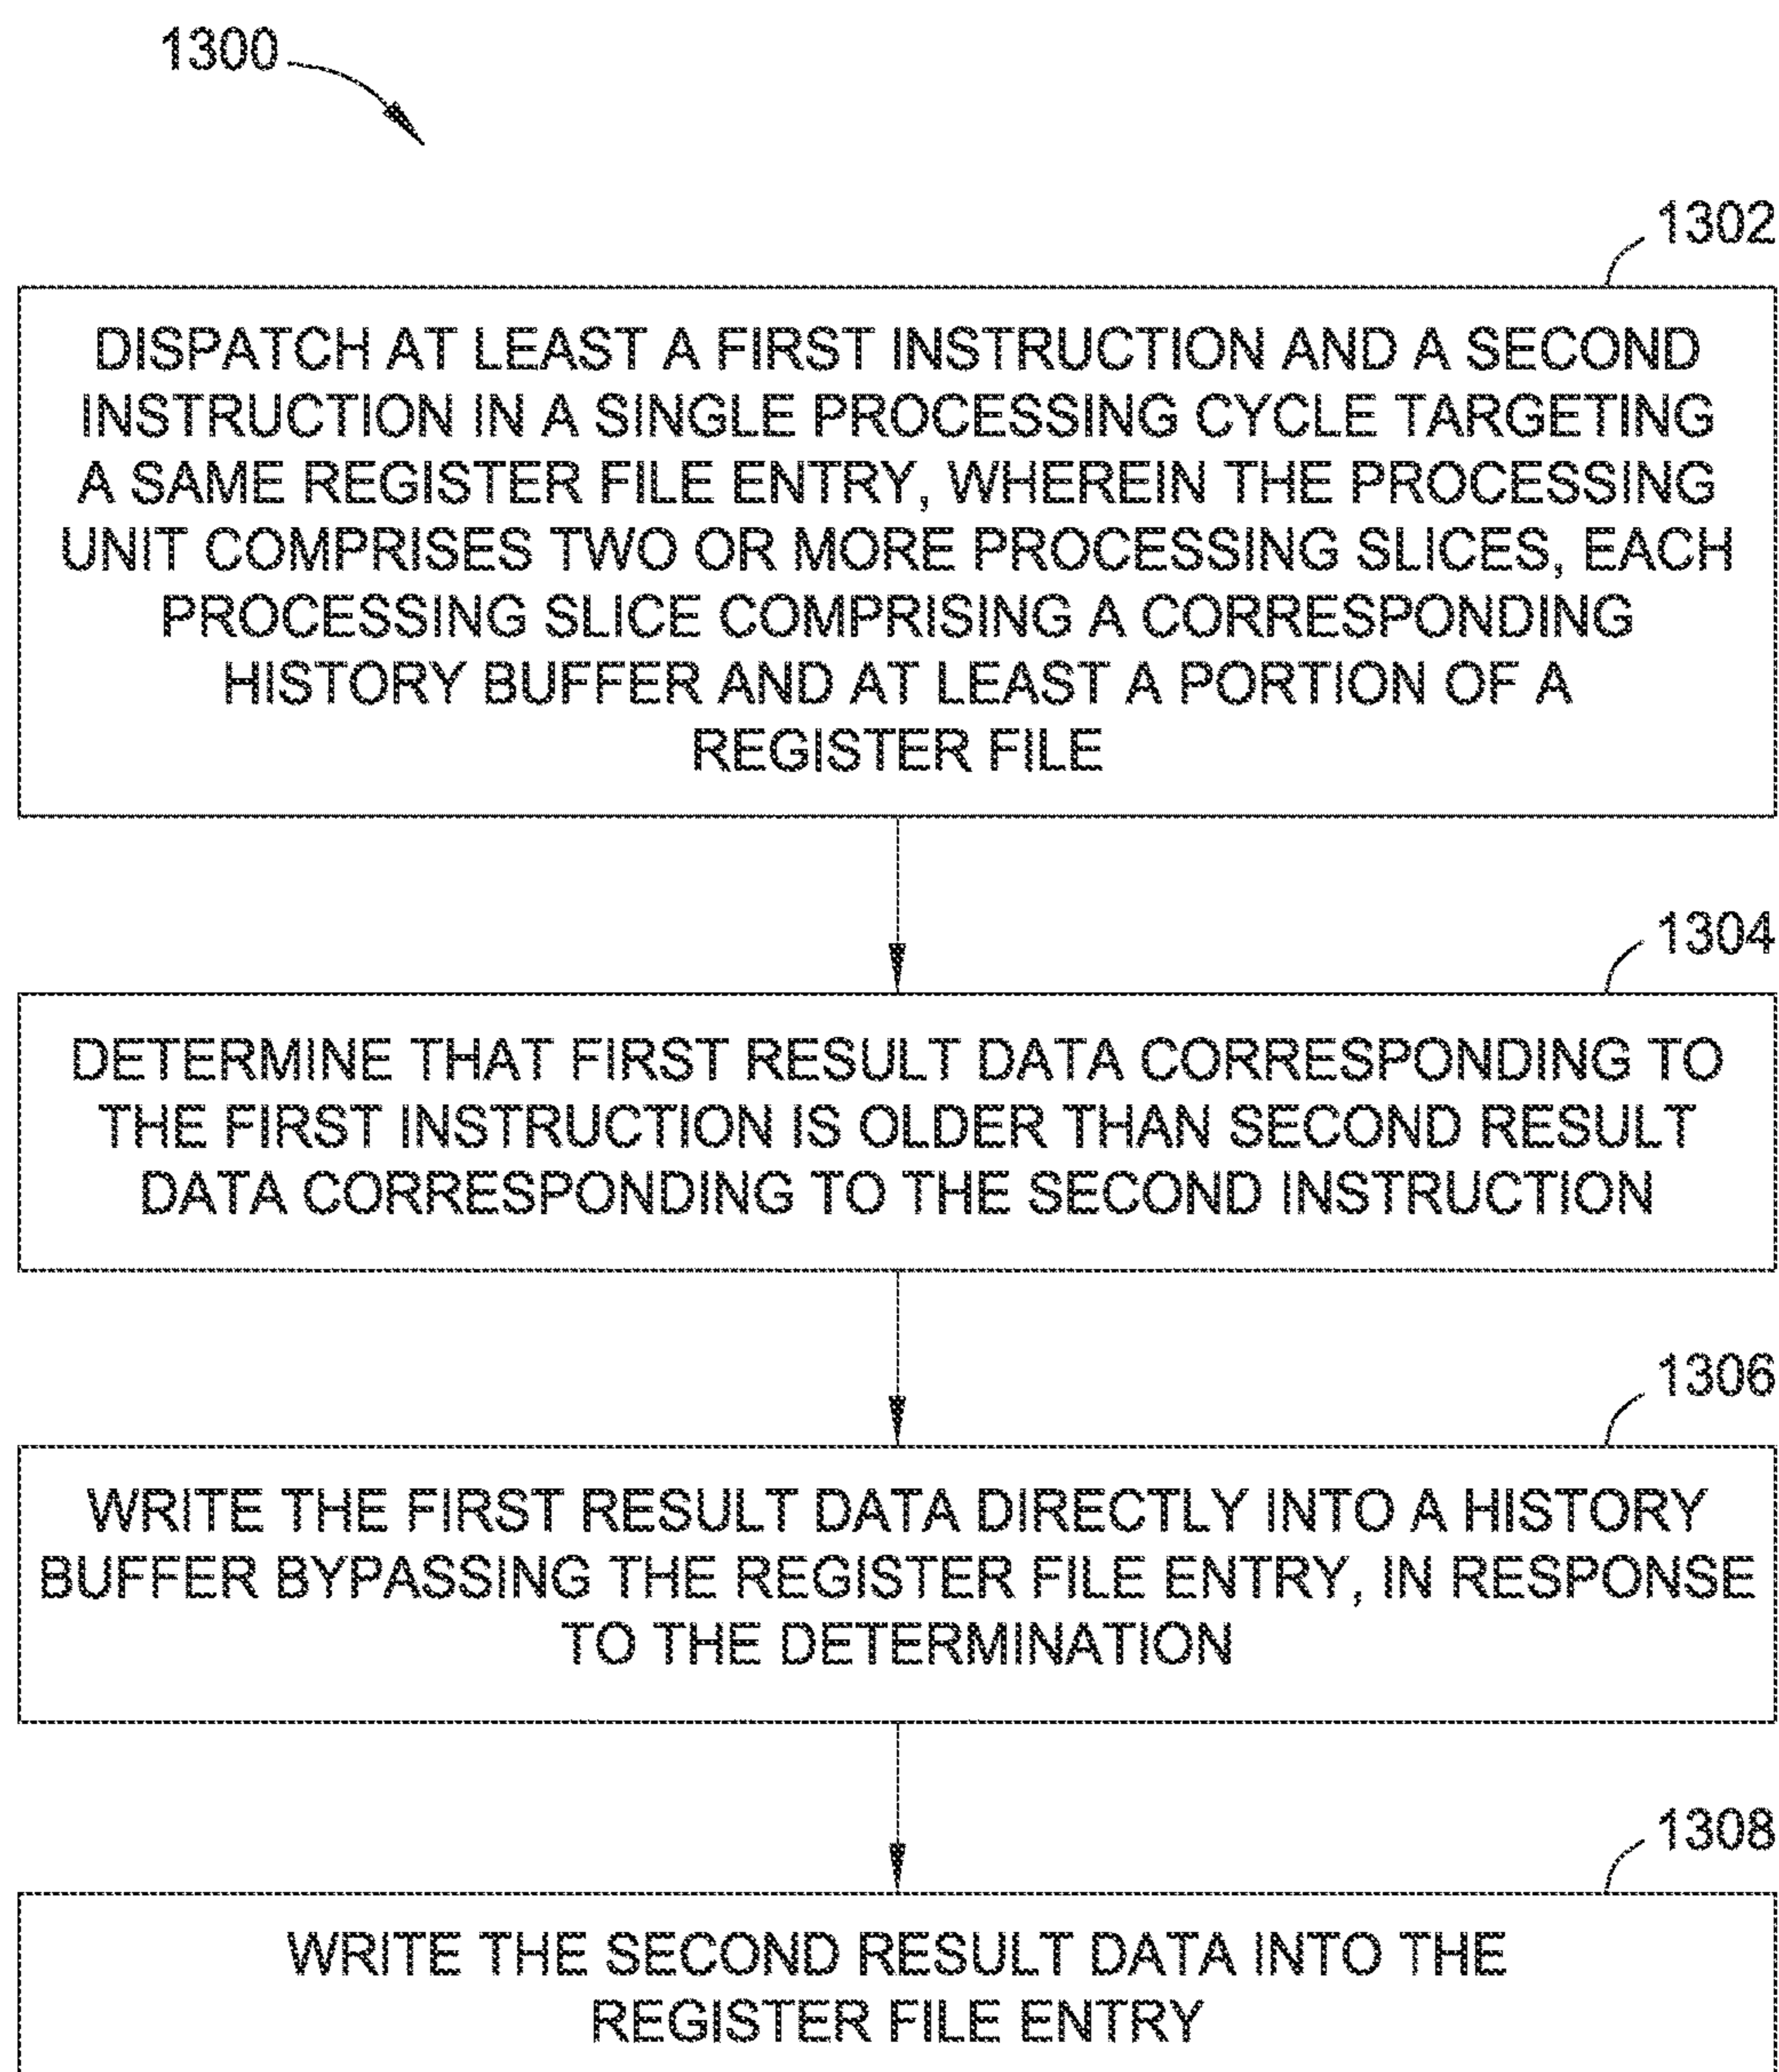 1300
1302
DISPATCH AT LEAST A FIRST INSTRUCTION AND A SECOND
INSTRUCTION IN A SINGLE PROCESSING CYCLE TARGETING
A SAME REGISTER FILE ENTRY, WHEREIN THE PROCESSING
UNIT COMPRISES TWO OR MORE PROCESSING SLICES, EACH
PROCESSING SLICE COMPRISING A CORRESPONDING
HISTORY BUFFER AND AT LEAST A PORTION OF A
REGISTER FILE
1304
DETERMINE THAT FIRST RESULT DATA CORRESPONDING TO
THE FIRST INSTRUCTION IS OLDER THAN SECOND RESULT
DATA CORRESPONDING TO THE SECOND INSTRUCTION
1306
WRITE THE FIRST RESULT DATA DIRECTLY INTO A HISTORY
BUFFER BYPASSING THE REGISTER FILE ENTRY, IN RESPONSE
TO THE DETERMINATION
1308
WRITE THE SECOND RESULT DATA INTO THE
REGISTER FILE ENTRY